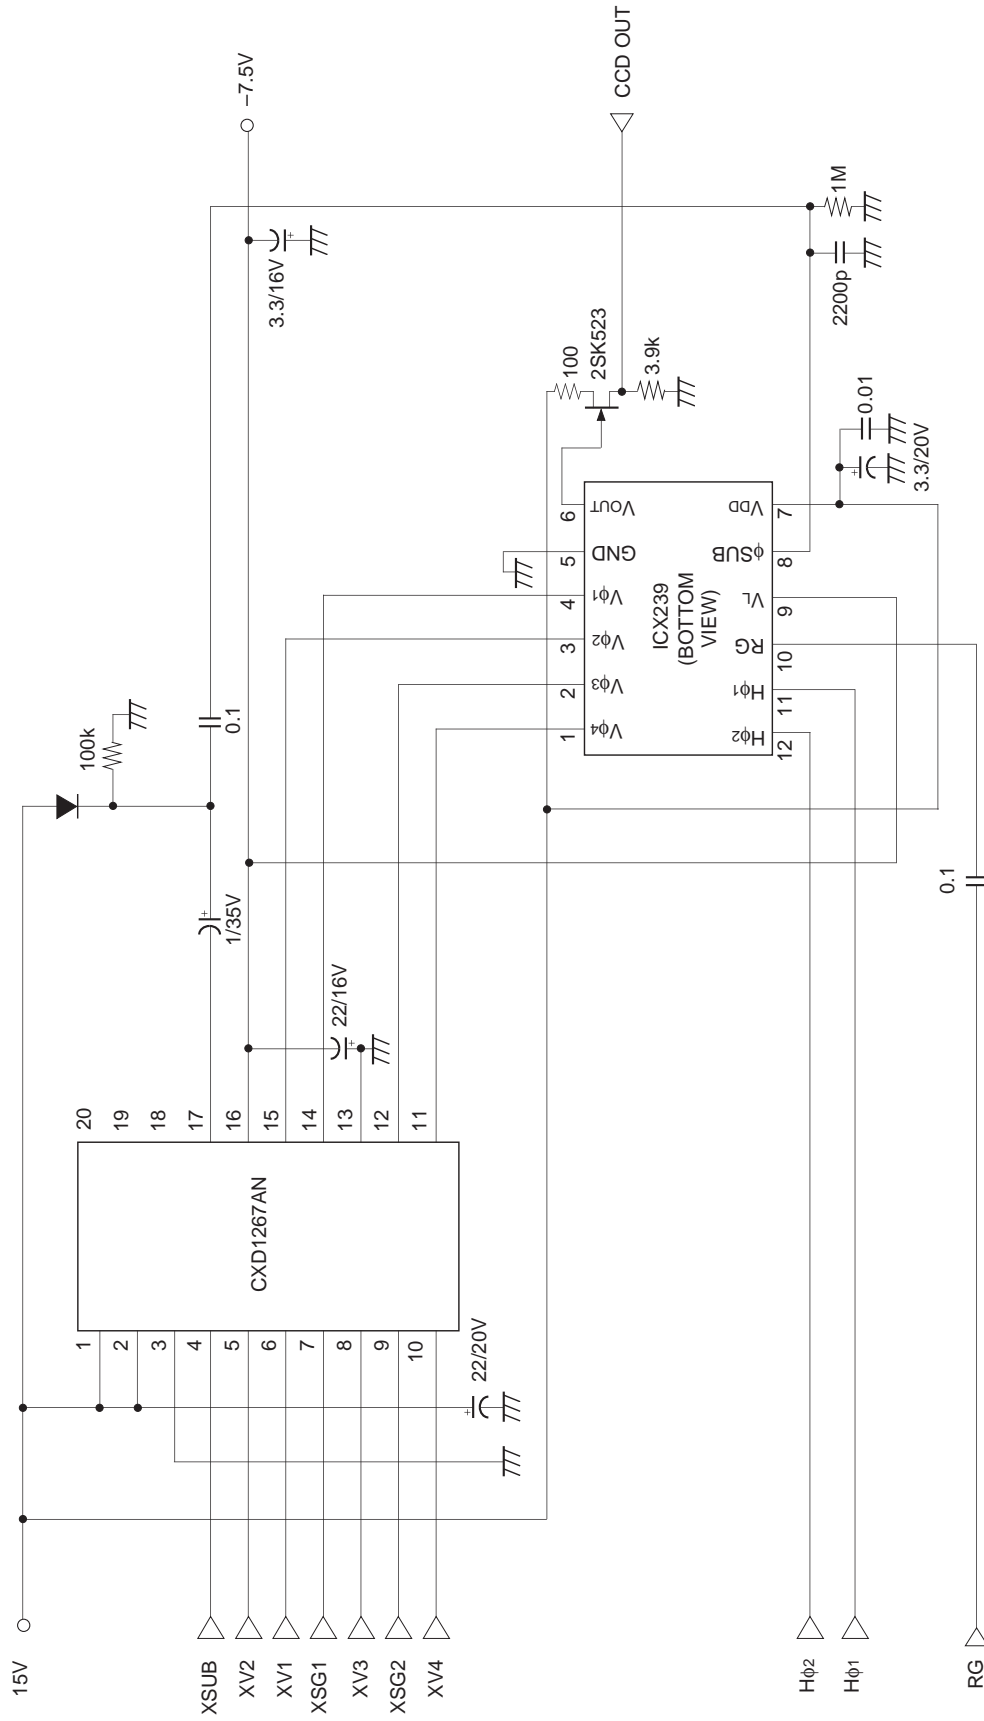 15V
XSUB
XV2
XV1
XSG1
XV3
XSG2
XV4
Hϕ2
Hϕ1
RG
22/20V
1
2
3
4
5
6
7
8
9
10
CXD1267AN
20
19
18
17
16
15
14
13
12
11
22/16V
+
1/35V
+
100k
0.1
–7.5V
3.3/16V
+
CCD OUT
100
2SK523
3.9k
1M
2200p
0.01
3.3/20V
+
0.1
ICX239
(BOTTOM
VIEW)
1
2
3
4
5
6
Vϕ4
Vϕ3
Vϕ2
Vϕ1
GND
VOUT
Hϕ2
Hϕ1
RG
VL
ϕSUB
VDD
12
11
10
9
8
7
+